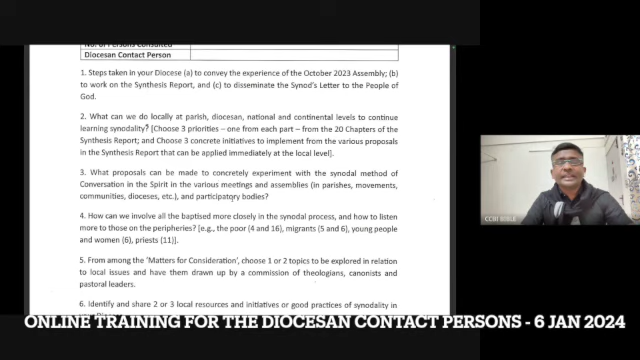 No. of Persons Consulted
Diocesan Contact Person
1. Steps taken in your Diocese (a) to convey the experience of the October 2023 Assembly; (b)
to work on the Synthesis Report, and (c) to disseminate the Synod's Letter to the People of
God.
2. What can we do locally at parish, diocesan, national and continental levels to continue
learning synodality? [Choose 3 priorities – one from each part – from the 20 Chapters of the
Synthesis Report; and Choose 3 concrete initiatives to implement from the various proposals
in the Synthesis Report that can be applied immediately at the local level].
3. What proposals can be made to concretely experiment with the synodal method of
Conversation in the Spirit in the various meetings and assemblies (in parishes, movements,
communities, dioceses, etc.), and participatory bodies?
4. How can we involve all the baptised more closely in the synodal process, and how to listen
more to those on the peripheries? [e.g., the poor (4 and 16), migrants (5 and 6), young people
and women (6), priests (11)].
5. From among the 'Matters for Consideration', choose 1 or 2 topics to be explored in relation
to local issues and have them drawn up by a commission of theologians, canonists and
pastoral leaders.
6. Identify and share 2 or 3 local resources and initiatives or good practices of synodality in
CCBI BIBLE
ONLINE TRAINING FOR THE DIOCESAN CONTACT PERSONS - 6 JAN 2024